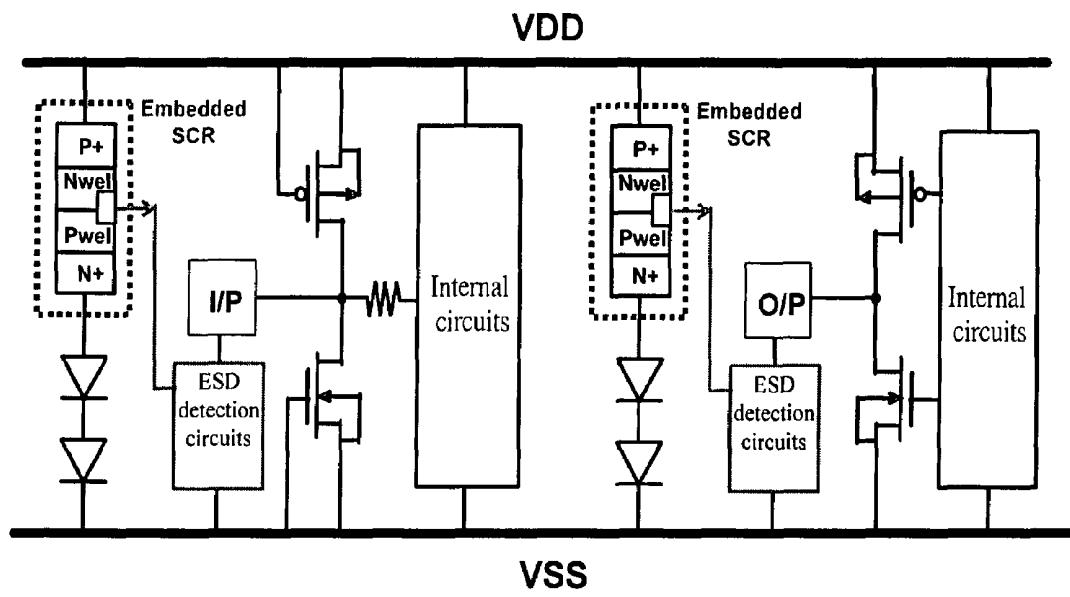 VDD
Embedded
SCR
P+
Nwel
Pwel
N+
I/P
ESD
detection
circuits
Internal
circuits
Embedded
SCR
P+
Nwel
Pwel
N+
O/P
ESD
detection
circuits
Internal
circuits
VSS